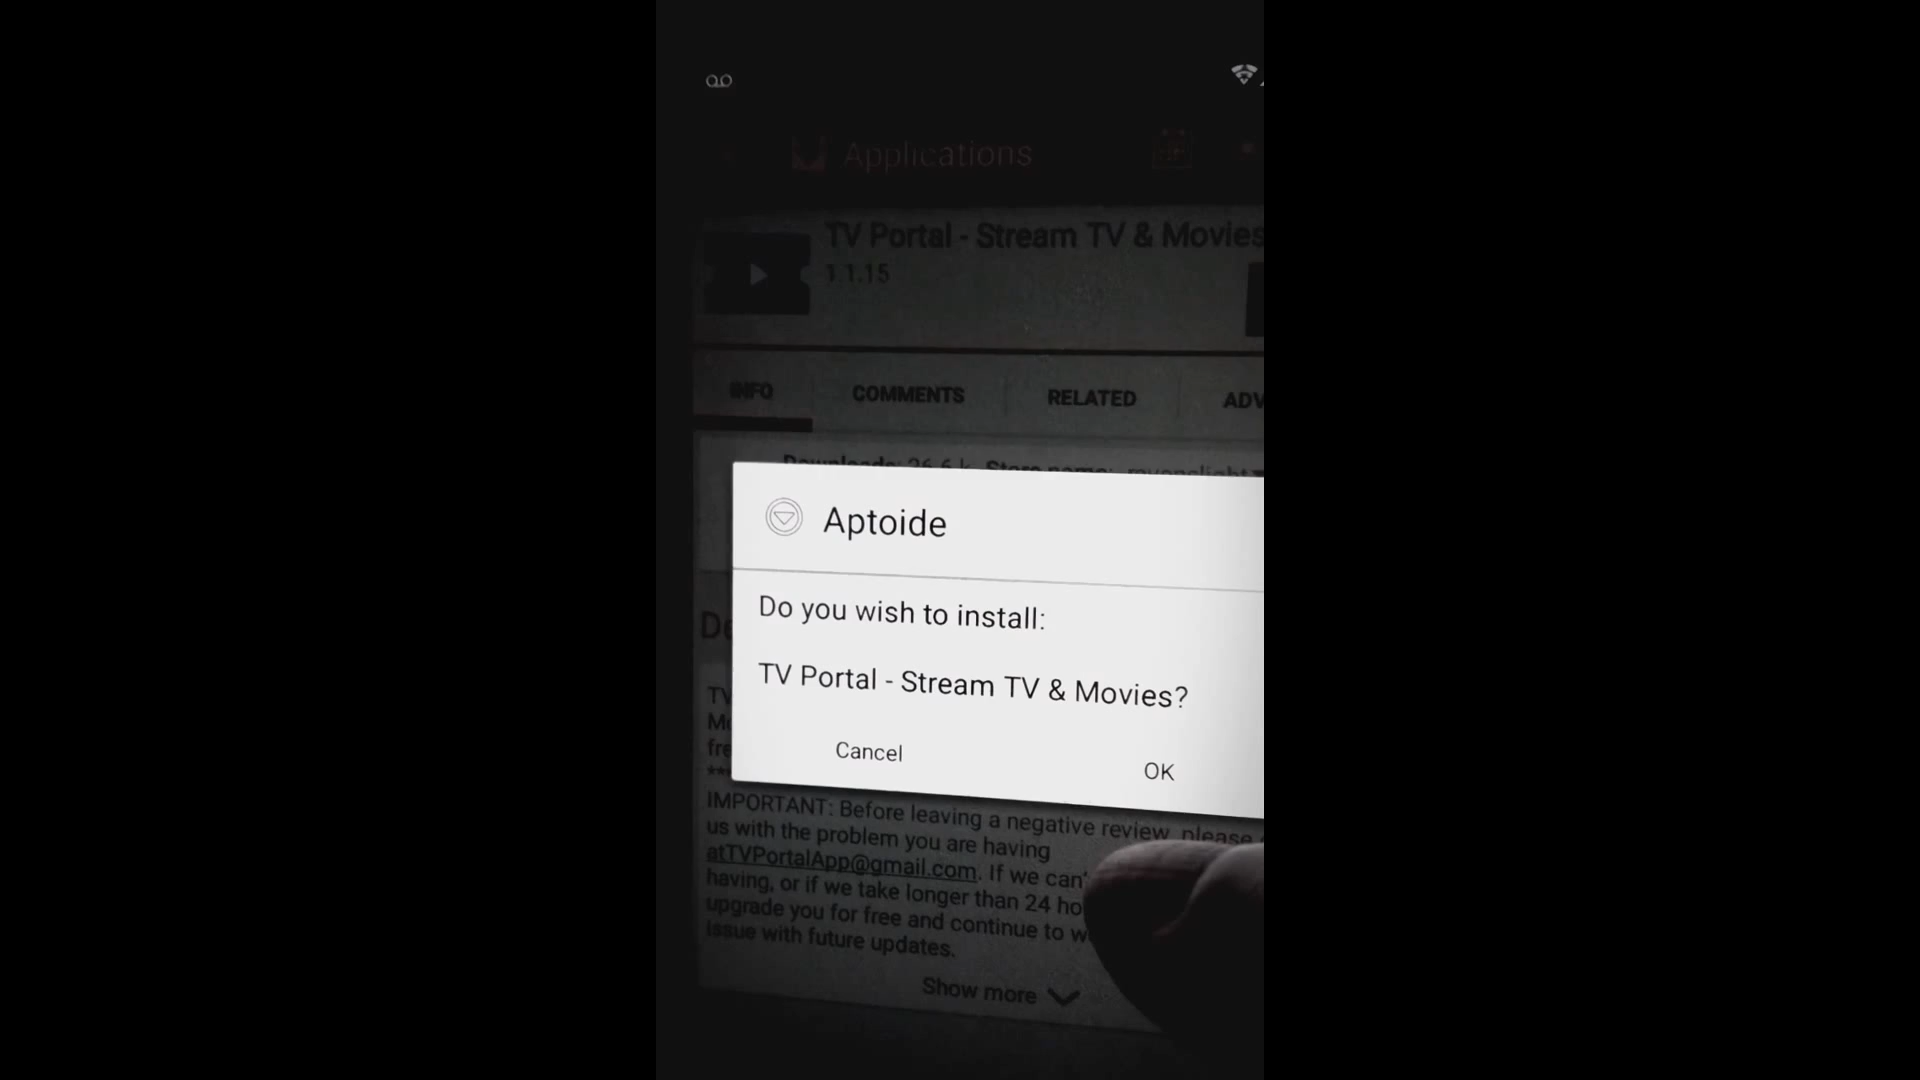 Applications
TV Portal - Stream TV & Movies
1.1.15
INFO
COMMENTS
RELATED
ADV
Aptoide
Do you wish to install:
TV Portal - Stream TV & Movies?
Cancel
OK
IMPORTANT: Before leaving a negative review, please
us with the problem you are having
atTVPortalApp@gmail.com. If we can'
having, or if we take longer than 24 ho
upgrade you for free and continue to w
issue with future updates.
Show more